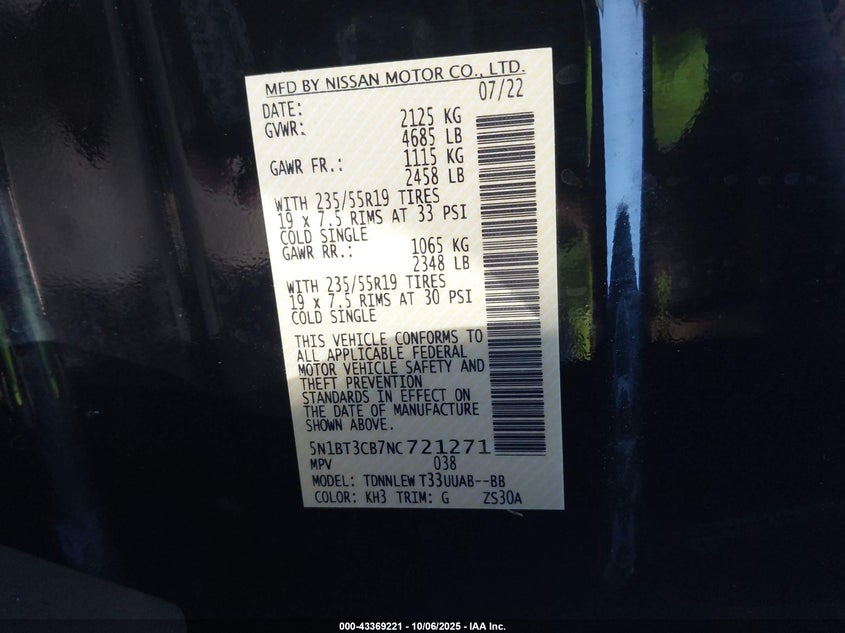 MFD BY NISSAN MOTOR CO., LTD.
DATE: 07/22
GVWR: 2125 KG
4685 LB
GAWR FR.: 1115 KG
2458 LB
WITH 235/55R19 TIRES
19 x 7.5 RIMS AT 33 PSI
COLD SINGLE
GAWR RR.: 1065 KG
2348 LB
WITH 235/55R19 TIRES
19 x 7.5 RIMS AT 30 PSI
COLD SINGLE
THIS VEHICLE CONFORMS TO
ALL APPLICABLE FEDERAL
MOTOR VEHICLE SAFETY AND
THEFT PREVENTION
STANDARDS IN EFFECT ON
THE DATE OF MANUFACTURE
SHOWN ABOVE.
5N1BT3CB7NC721271
MPV 038
MODEL: TDNNLEW T33UUAB--BB
COLOR: KH3 TRIM: G ZS30A
000-43369221 - 10/06/2025 - IAA Inc.